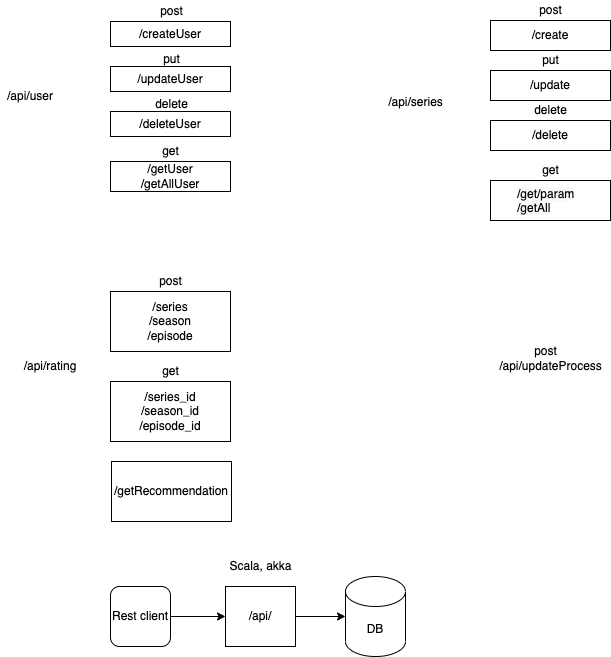 post
/createUser
put
/updateUser
/api/user
delete
/deleteUser
get
/getUser
/getAllUser
post
/create
put
/update
/api/series
delete
/delete
get
/get/param
/getAll
post
/series
/season
/episode
/api/rating
get
/series_id
/season_id
/episode_id
/getRecommendation
post
/api/updateProcess
Scala, akka
Rest client
/api/
DB